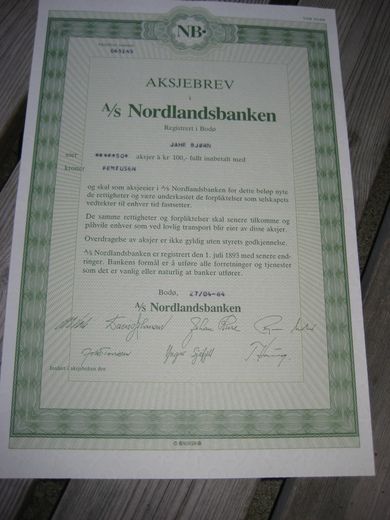 NB
AKSJEBREV
i
A/s Nordlandsbanken
Registrert i Bodø
JAHR BJØRN
eier *****50* aksjer à kr 100,- fullt innbetalt med
kroner *FEMTUSEN
og skal som aksjeeier i A/s Nordlandsbanken for dette beløp nyte
de rettigheter og være underkastet de forpliktelser som selskapets
vedtekter til enhver tid fastsetter.
De samme rettigheter og forpliktelser skal senere tilkomme og
påhvile enhver som ved lovlig transport blir eier av disse aksjer.
Overdragelse av aksjer er ikke gyldig uten styrets godkjennelse.
A/s Nordlandsbanken er registrert den 1. juli 1893 med senere end-
ringer. Bankens formål er å utføre alle forretninger og tjenester
som det er vanlig eller naturlig at banker utfører.
Bodø, 27/04-84
A/s Nordlandsbanken
Innført i aksjeboken den